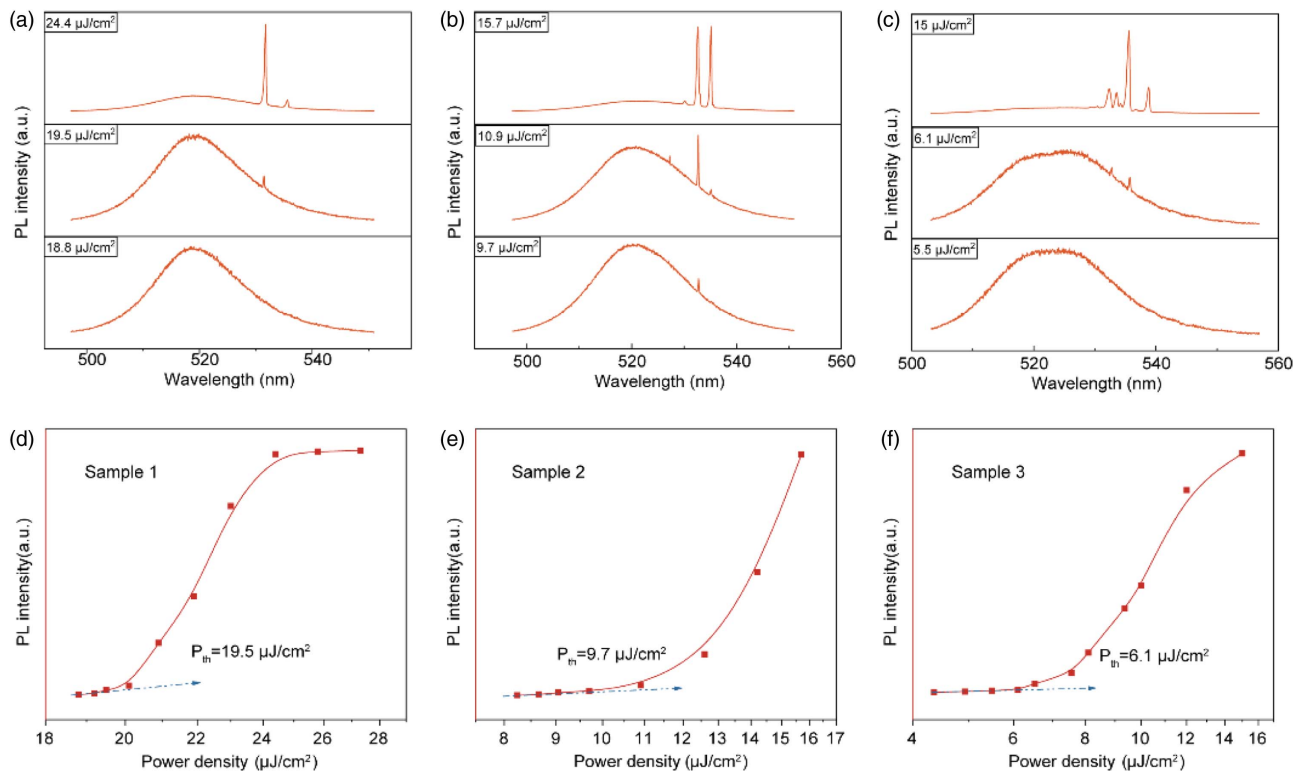 (a)
24.4 μJ/cm²
19.5 μJ/cm²
18.8 μJ/cm²
PL intensity (a.u.)
500 520 540
Wavelength (nm)
(b)
15.7 μJ/cm²
10.9 μJ/cm²
9.7 μJ/cm²
PL intensity (a.u.)
500 520 540 560
Wavelength (nm)
(c)
15 μJ/cm²
6.1 μJ/cm²
5.5 μJ/cm²
PL intensity (a.u.)
500 520 540 560
Wavelength (nm)
(d)
Sample 1
Pth=19.5 μJ/cm²
PL intensity(a.u.)
18 20 22 24 26 28
Power density (μJ/cm²)
(e)
Sample 2
Pth=9.7 μJ/cm²
PL intensity(a.u.)
8 9 10 11 12 13 14 15 16 17
Power density (μJ/cm²)
(f)
Sample 3
Pth=6.1 μJ/cm²
PL intensity(a.u.)
4 6 8 10 12 14 16
Power density (μJ/cm²)